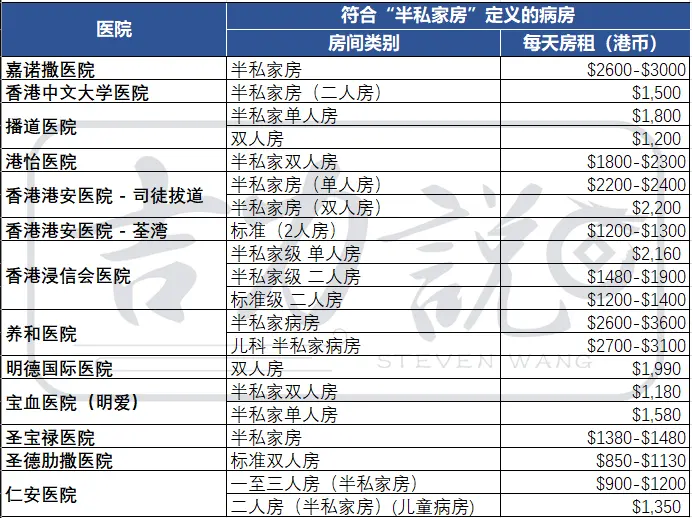 医院 符合“半私家房”定义的病房
房间类别 每天房租（港币）
嘉诺撒医院 半私家房 $2600-$3000
香港中文大学医院 半私家房（二人房） $1,500
播道医院 半私家单人房 $1,800
双人房 $1,200
港怡医院 半私家双人房 $1800-$2300
香港港安医院 - 司徒拔道 半私家房（单人房） $2200-$2400
半私家房（双人房） $2,200
香港港安医院 - 荃湾 标准（2人房） $1200-$1300
香港浸信会医院 半私家级 单人房 $2,160
半私家级 二人房 $1480-$1900
标准级 二人房 $1200-$1400
养和医院 半私家病房 $2600-$3600
儿科 半私家病房 $2700-$3100
明德国际医院 双人房 $1,990
宝血医院（明爱） 半私家双人房 $1,180
半私家单人房 $1,580
圣宝禄医院 半私家房 $1380-$1480
圣德肋撒医院 标准双人房 $850-$1130
仁安医院 一至三人房（半私家房） $900-$1200
二人房（半私家房）(儿童病房) $1,350
吉力説
STEVEN WANG